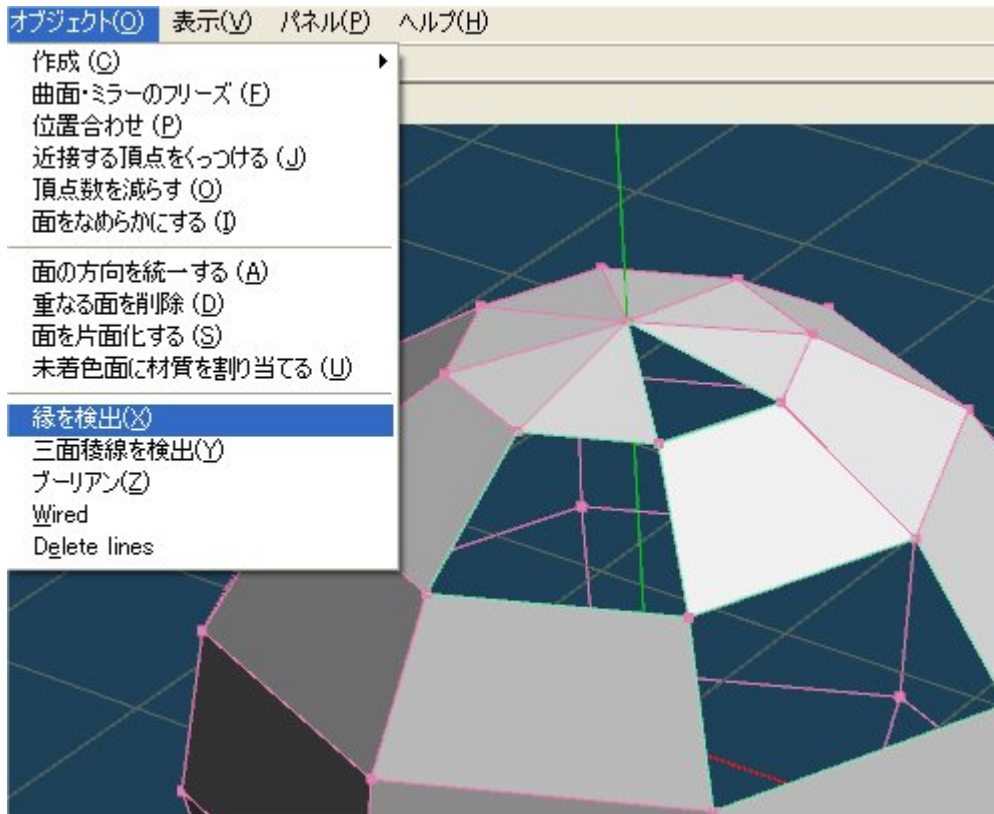 オブジェクト(O) 表示(V) パネル(P) ヘルプ(H)
作成 (C)
曲面・ミラーのフリーズ (F)
位置合わせ (P)
近接する頂点をくっつける (J)
頂点数を減らす (O)
面をなめらかにする (I)
面の方向を統一する (A)
重なる面を削除 (D)
面を片面化する (S)
未着色面に材質を割り当てる (U)
縁を検出(X)
三面稜線を検出(Y)
ブーリアン(Z)
Wired
Delete lines